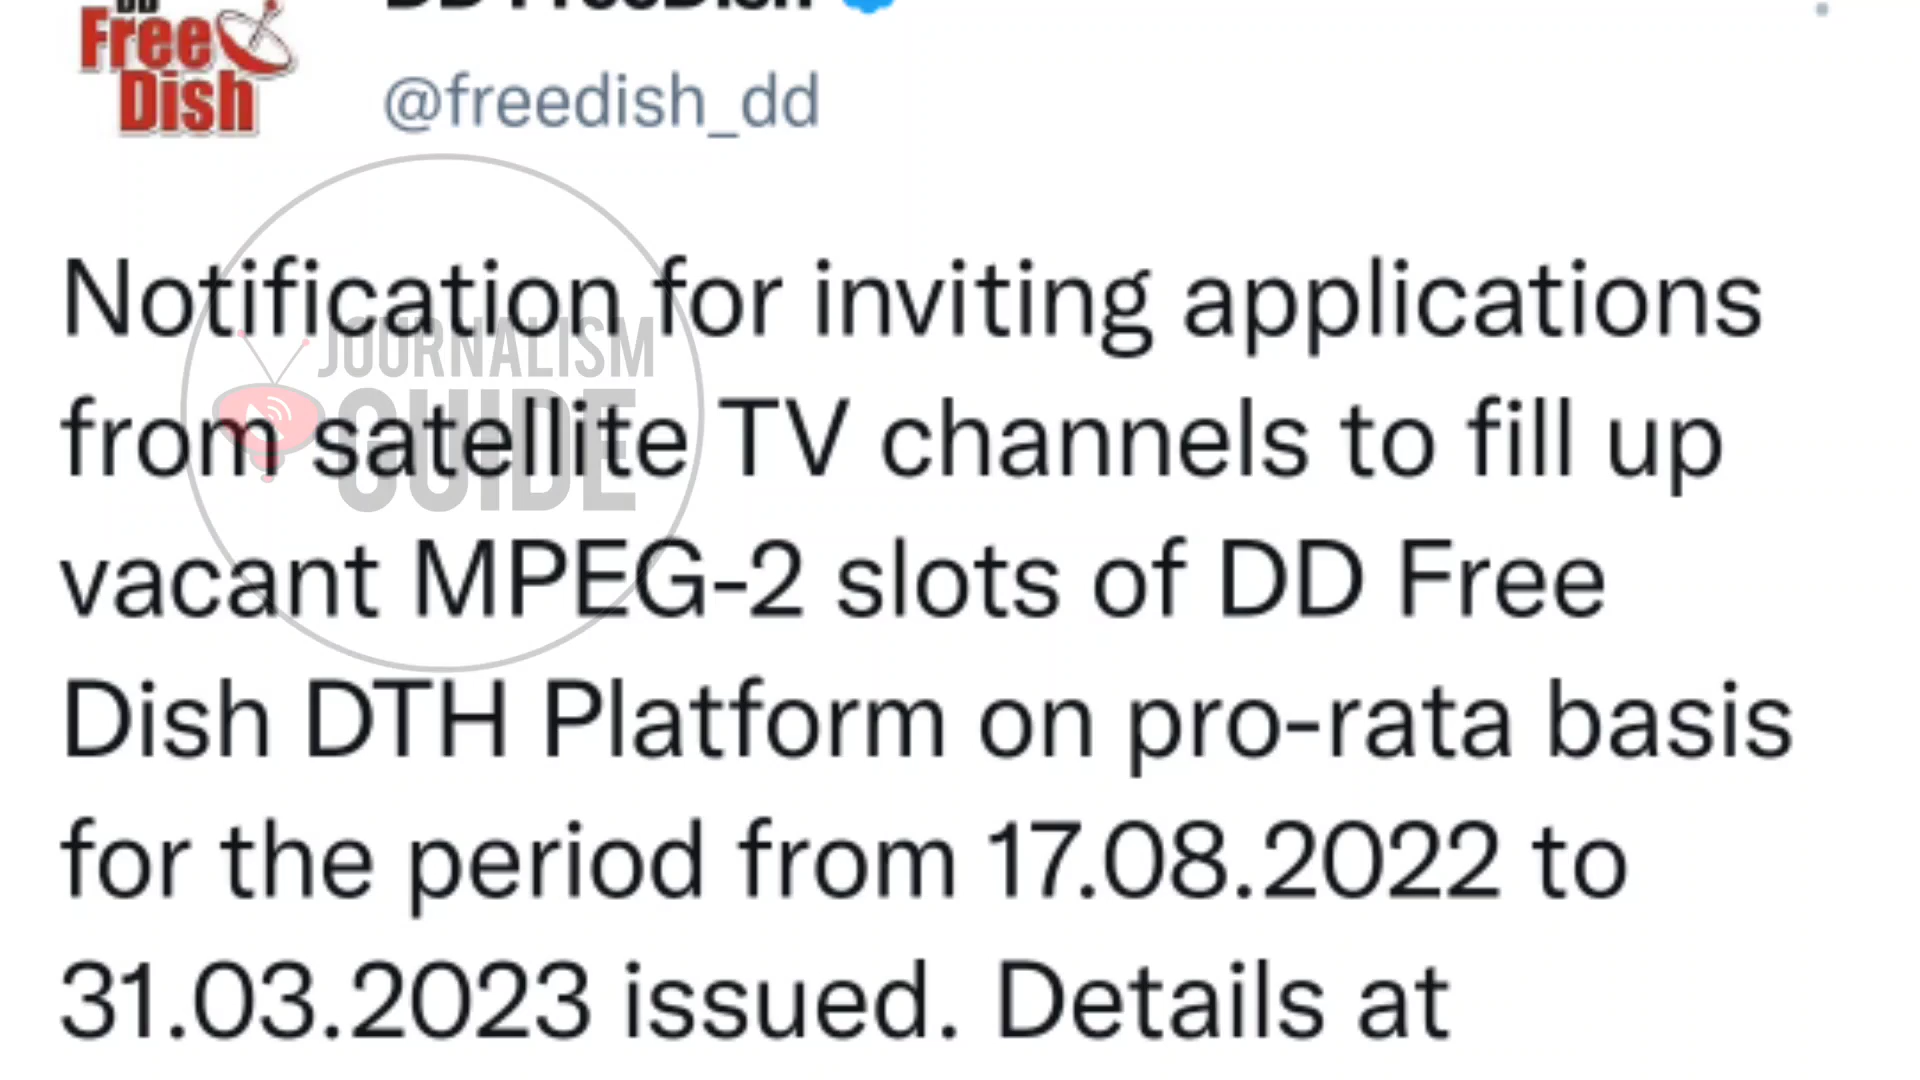 DD FreeDish
Free
Dish
@freedish_dd
Notification for inviting applications
from satellite TV channels to fill up
vacant MPEG-2 slots of DD Free
Dish DTH Platform on pro-rata basis
for the period from 17.08.2022 to
31.03.2023 issued. Details at
JOURNALISM
GUIDE